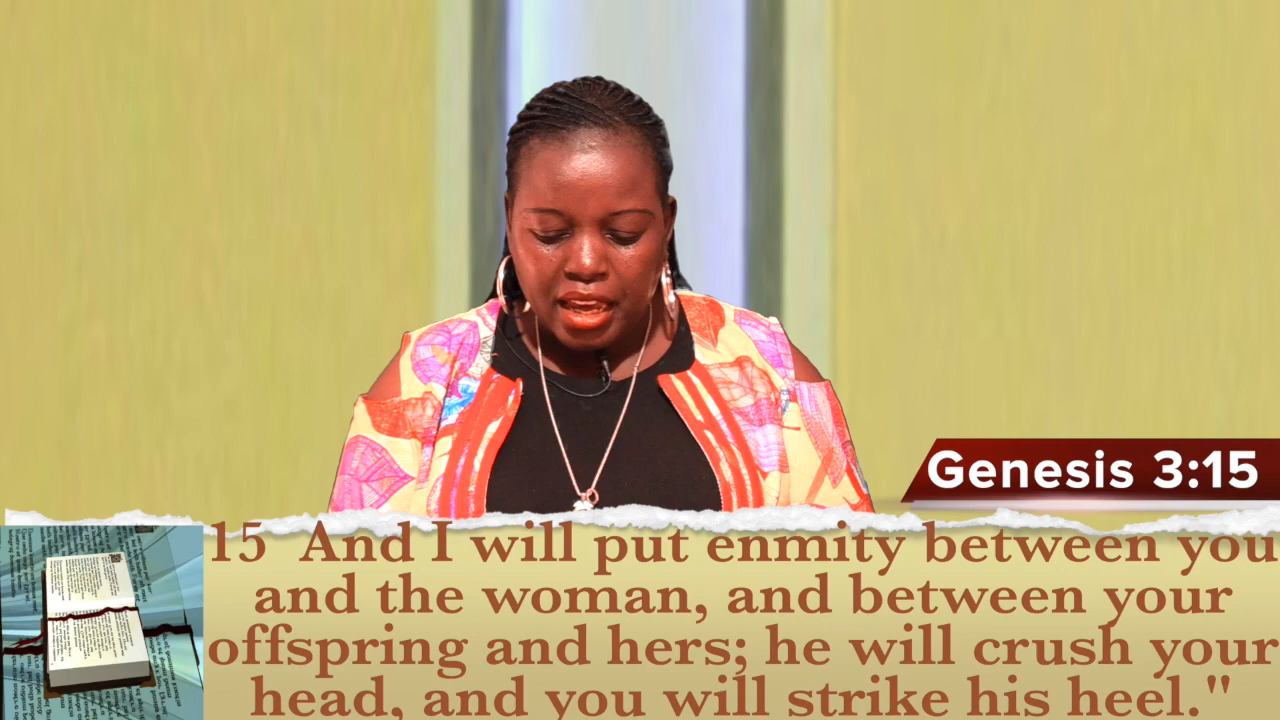 Genesis 3:15
15 And I will put enmity between you
and the woman, and between your
offspring and hers; he will crush your
head, and you will strike his heel."